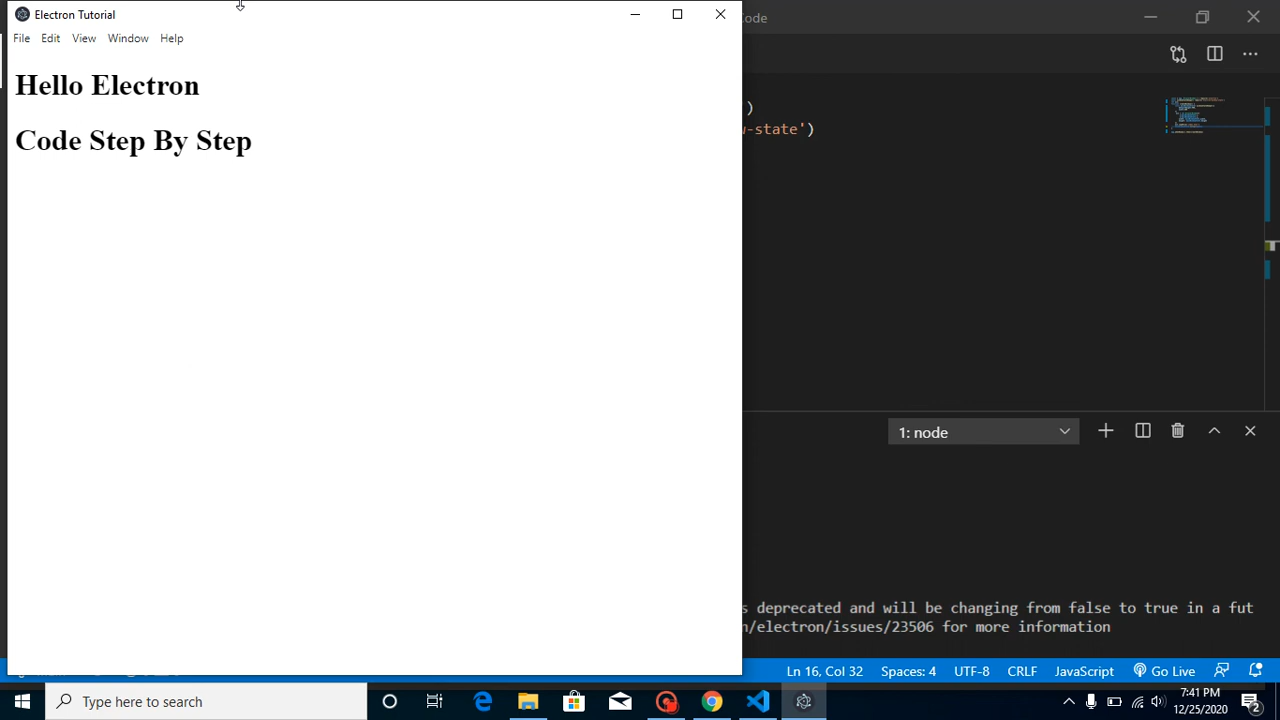 Electron Tutorial
Code
File Edit View Window Help
Hello Electron
Code Step By Step
')
-state')
1: node
s deprecated and will be changing from false to true in a fut
n/electron/issues/23506 for more information
Ln 16, Col 32 Spaces: 4 UTF-8 CRLF JavaScript Go Live
Type here to search
7:41 PM
12/25/2020
2